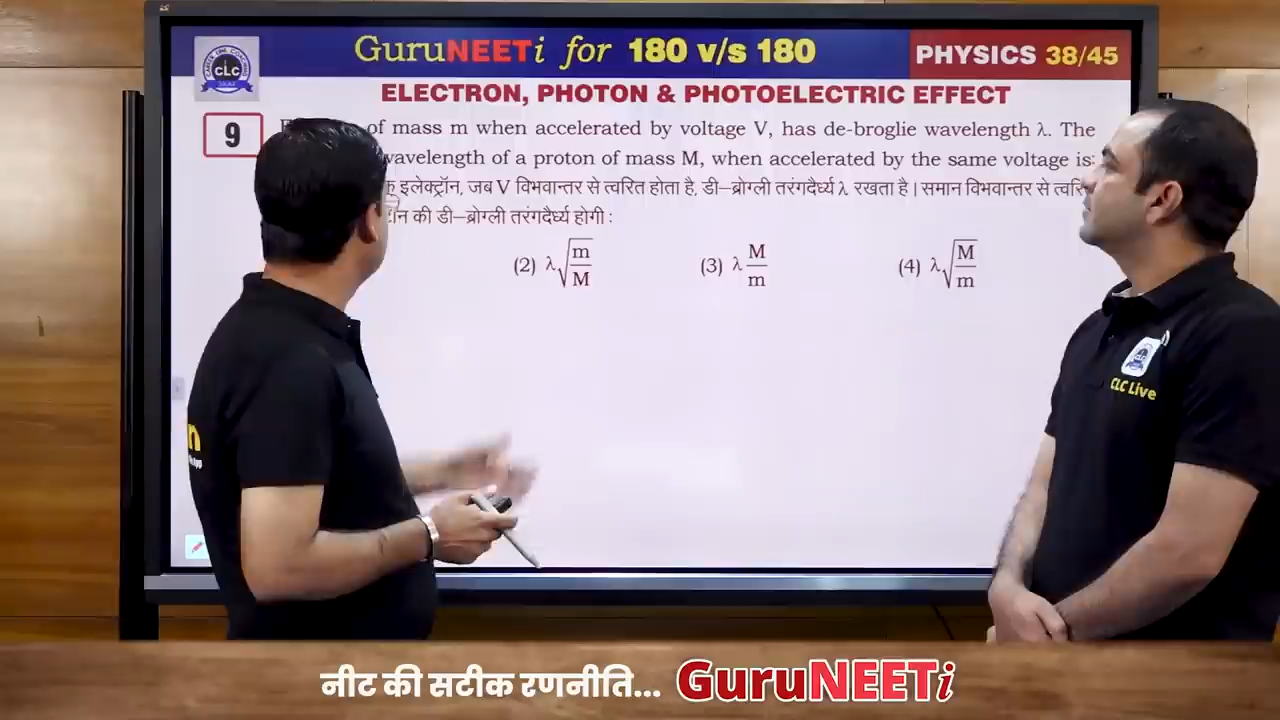 GuruNEETi for 180 v/s 180
PHYSICS 38/45
CLC
ELECTRON, PHOTON & PHOTOELECTRIC EFFECT
9
of mass m when accelerated by voltage V, has de-broglie wavelength λ. The
wavelength of a proton of mass M, when accelerated by the same voltage is:
इलेक्ट्रॉन, जब V विभवान्तर से त्वरित होता है, डी–ब्रोग्ली तरंगदैर्ध्य λ रखता है। समान विभवान्तर से
की डी–ब्रोग्ली तरंगदैर्ध्य होगी :
(2) λ√(m/M) (3) λ M/m (4) λ√(M/m)
CLC Live
नीट की सटीक रणनीति... GuruNEETi